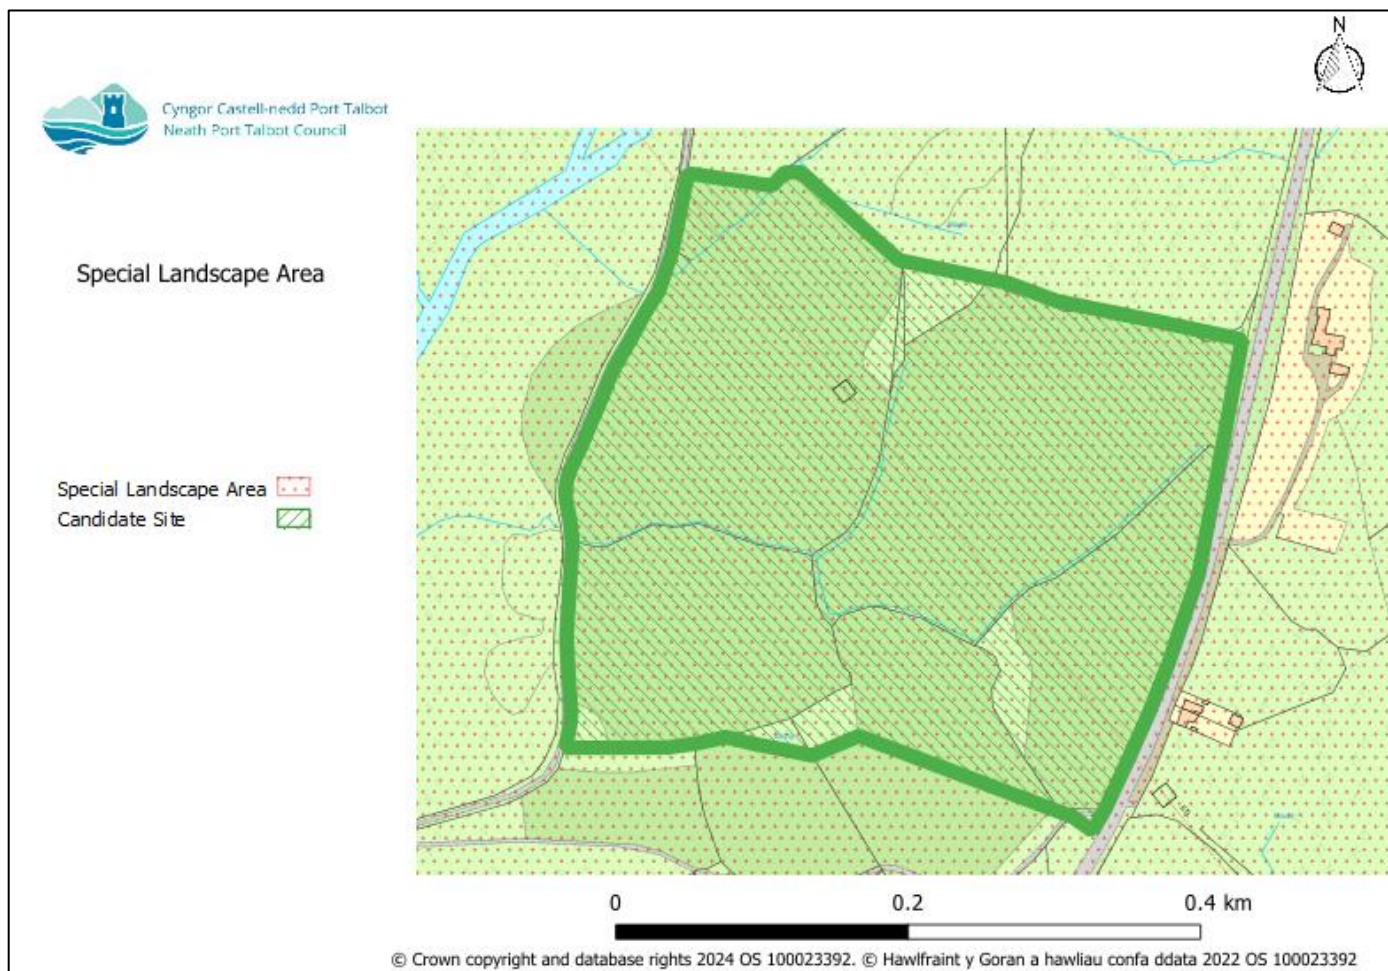 N
Cyngor Castell-nedd Port Talbot
Neath Port Talbot Council
Special Landscape Area
Special Landscape Area
Candidate Site
0 0.2 0.4 km
© Crown copyright and database rights 2024 OS 100023392. © Hawlfraint y Goran a hawliau confa ddata 2022 OS 100023392